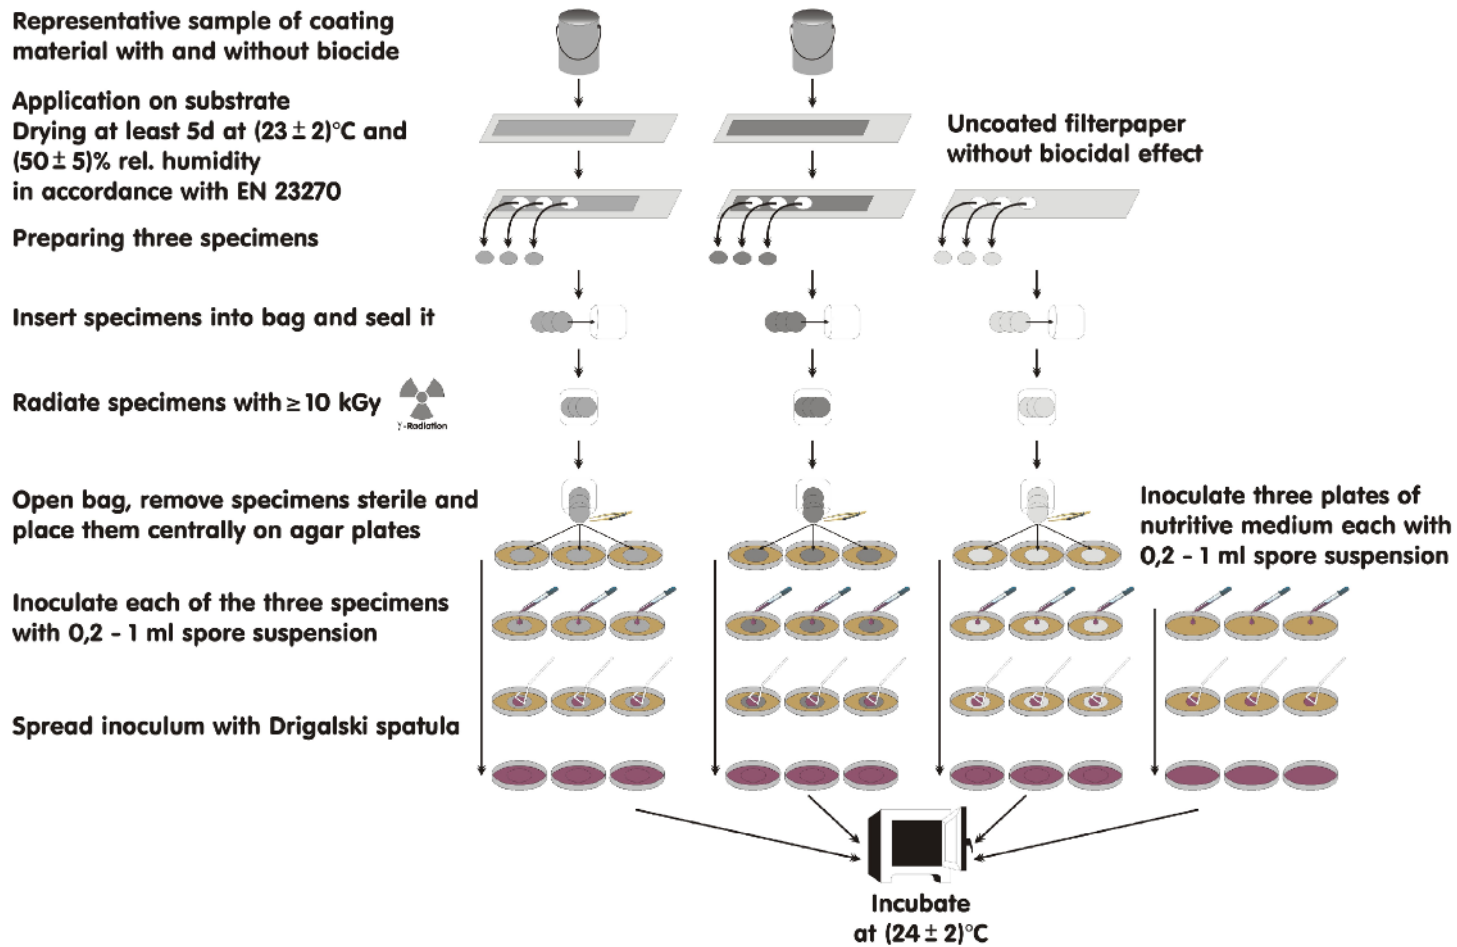 Representative sample of coating
material with and without biocide
Application on substrate
Drying at least 5d at (23 ± 2)°C and
(50 ± 5)% rel. humidity
in accordance with EN 23270
Uncoated filterpaper
without biocidal effect
Preparing three specimens
Insert specimens into bag and seal it
Radiate specimens with ≥ 10 kGy
γ-Radiation
Open bag, remove specimens sterile and
place them centrally on agar plates
Inoculate three plates of
nutritive medium each with
0,2 - 1 ml spore suspension
Inoculate each of the three specimens
with 0,2 - 1 ml spore suspension
Spread inoculum with Drigalski spatula
Incubate
at (24 ± 2)°C